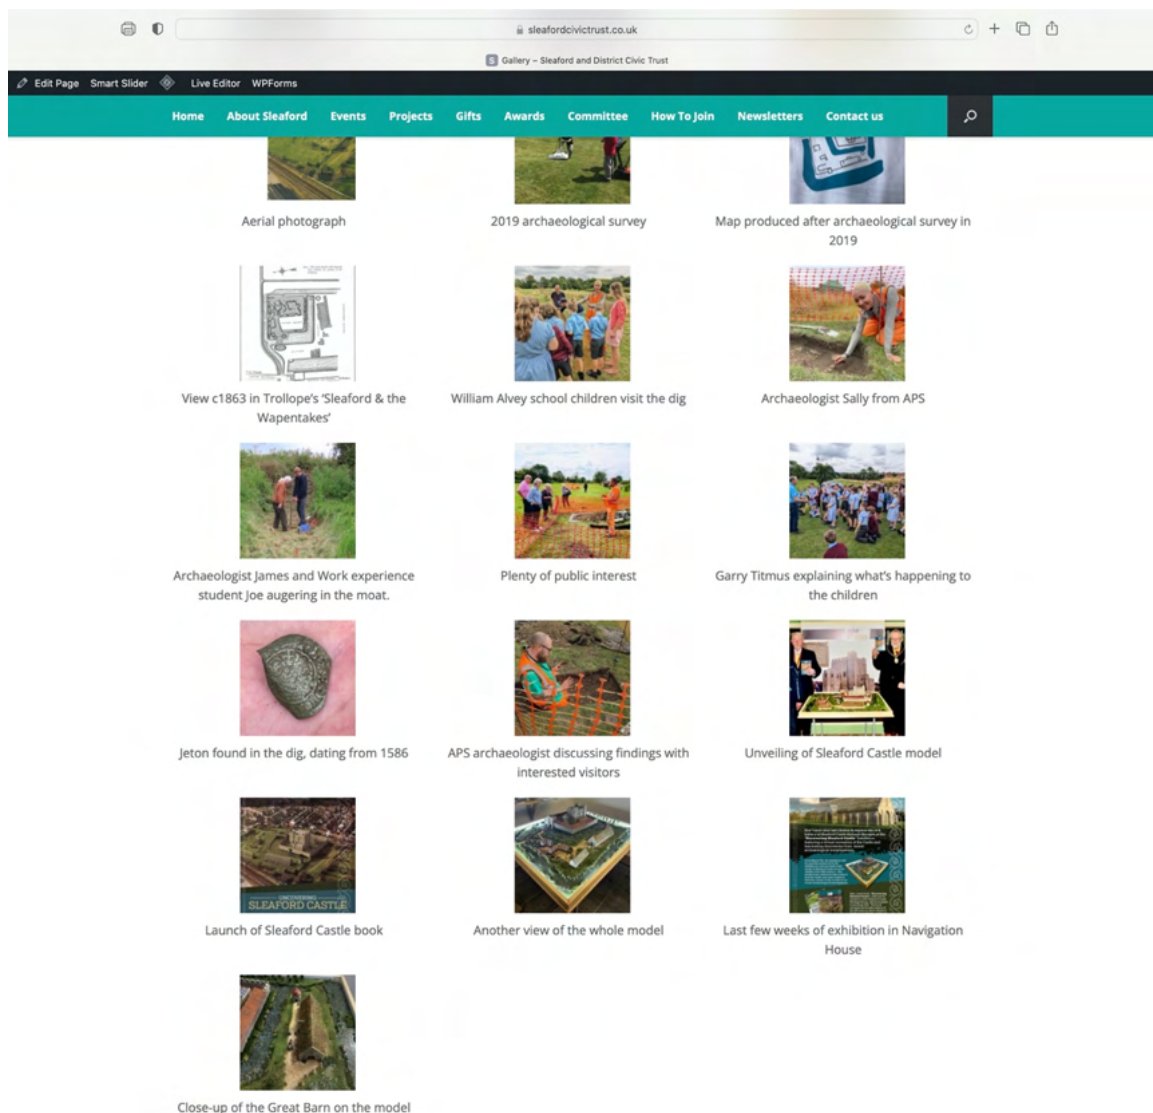 sleafordcivictrust.co.uk
S Gallery – Sleaford and District Civic Trust
Edit Page Smart Slider Live Editor WPForms
Home About Sleaford Events Projects Gifts Awards Committee How To Join Newsletters Contact us
Aerial photograph
2019 archaeological survey
Map produced after archaeological survey in
2019
View c1863 in Trollope's 'Sleaford & the
Wapentakes'
William Alvey school children visit the dig
Archaeologist Sally from APS
Archaeologist James and Work experience
student Joe augering in the moat.
Plenty of public interest
Garry Titmus explaining what's happening to
the children
Jeton found in the dig, dating from 1586
APS archaeologist discussing findings with
interested visitors
Unveiling of Sleaford Castle model
UNCOVERING
SLEAFORD CASTLE
Launch of Sleaford Castle book
Another view of the whole model
Last few weeks of exhibition in Navigation
House
Close-up of the Great Barn on the model